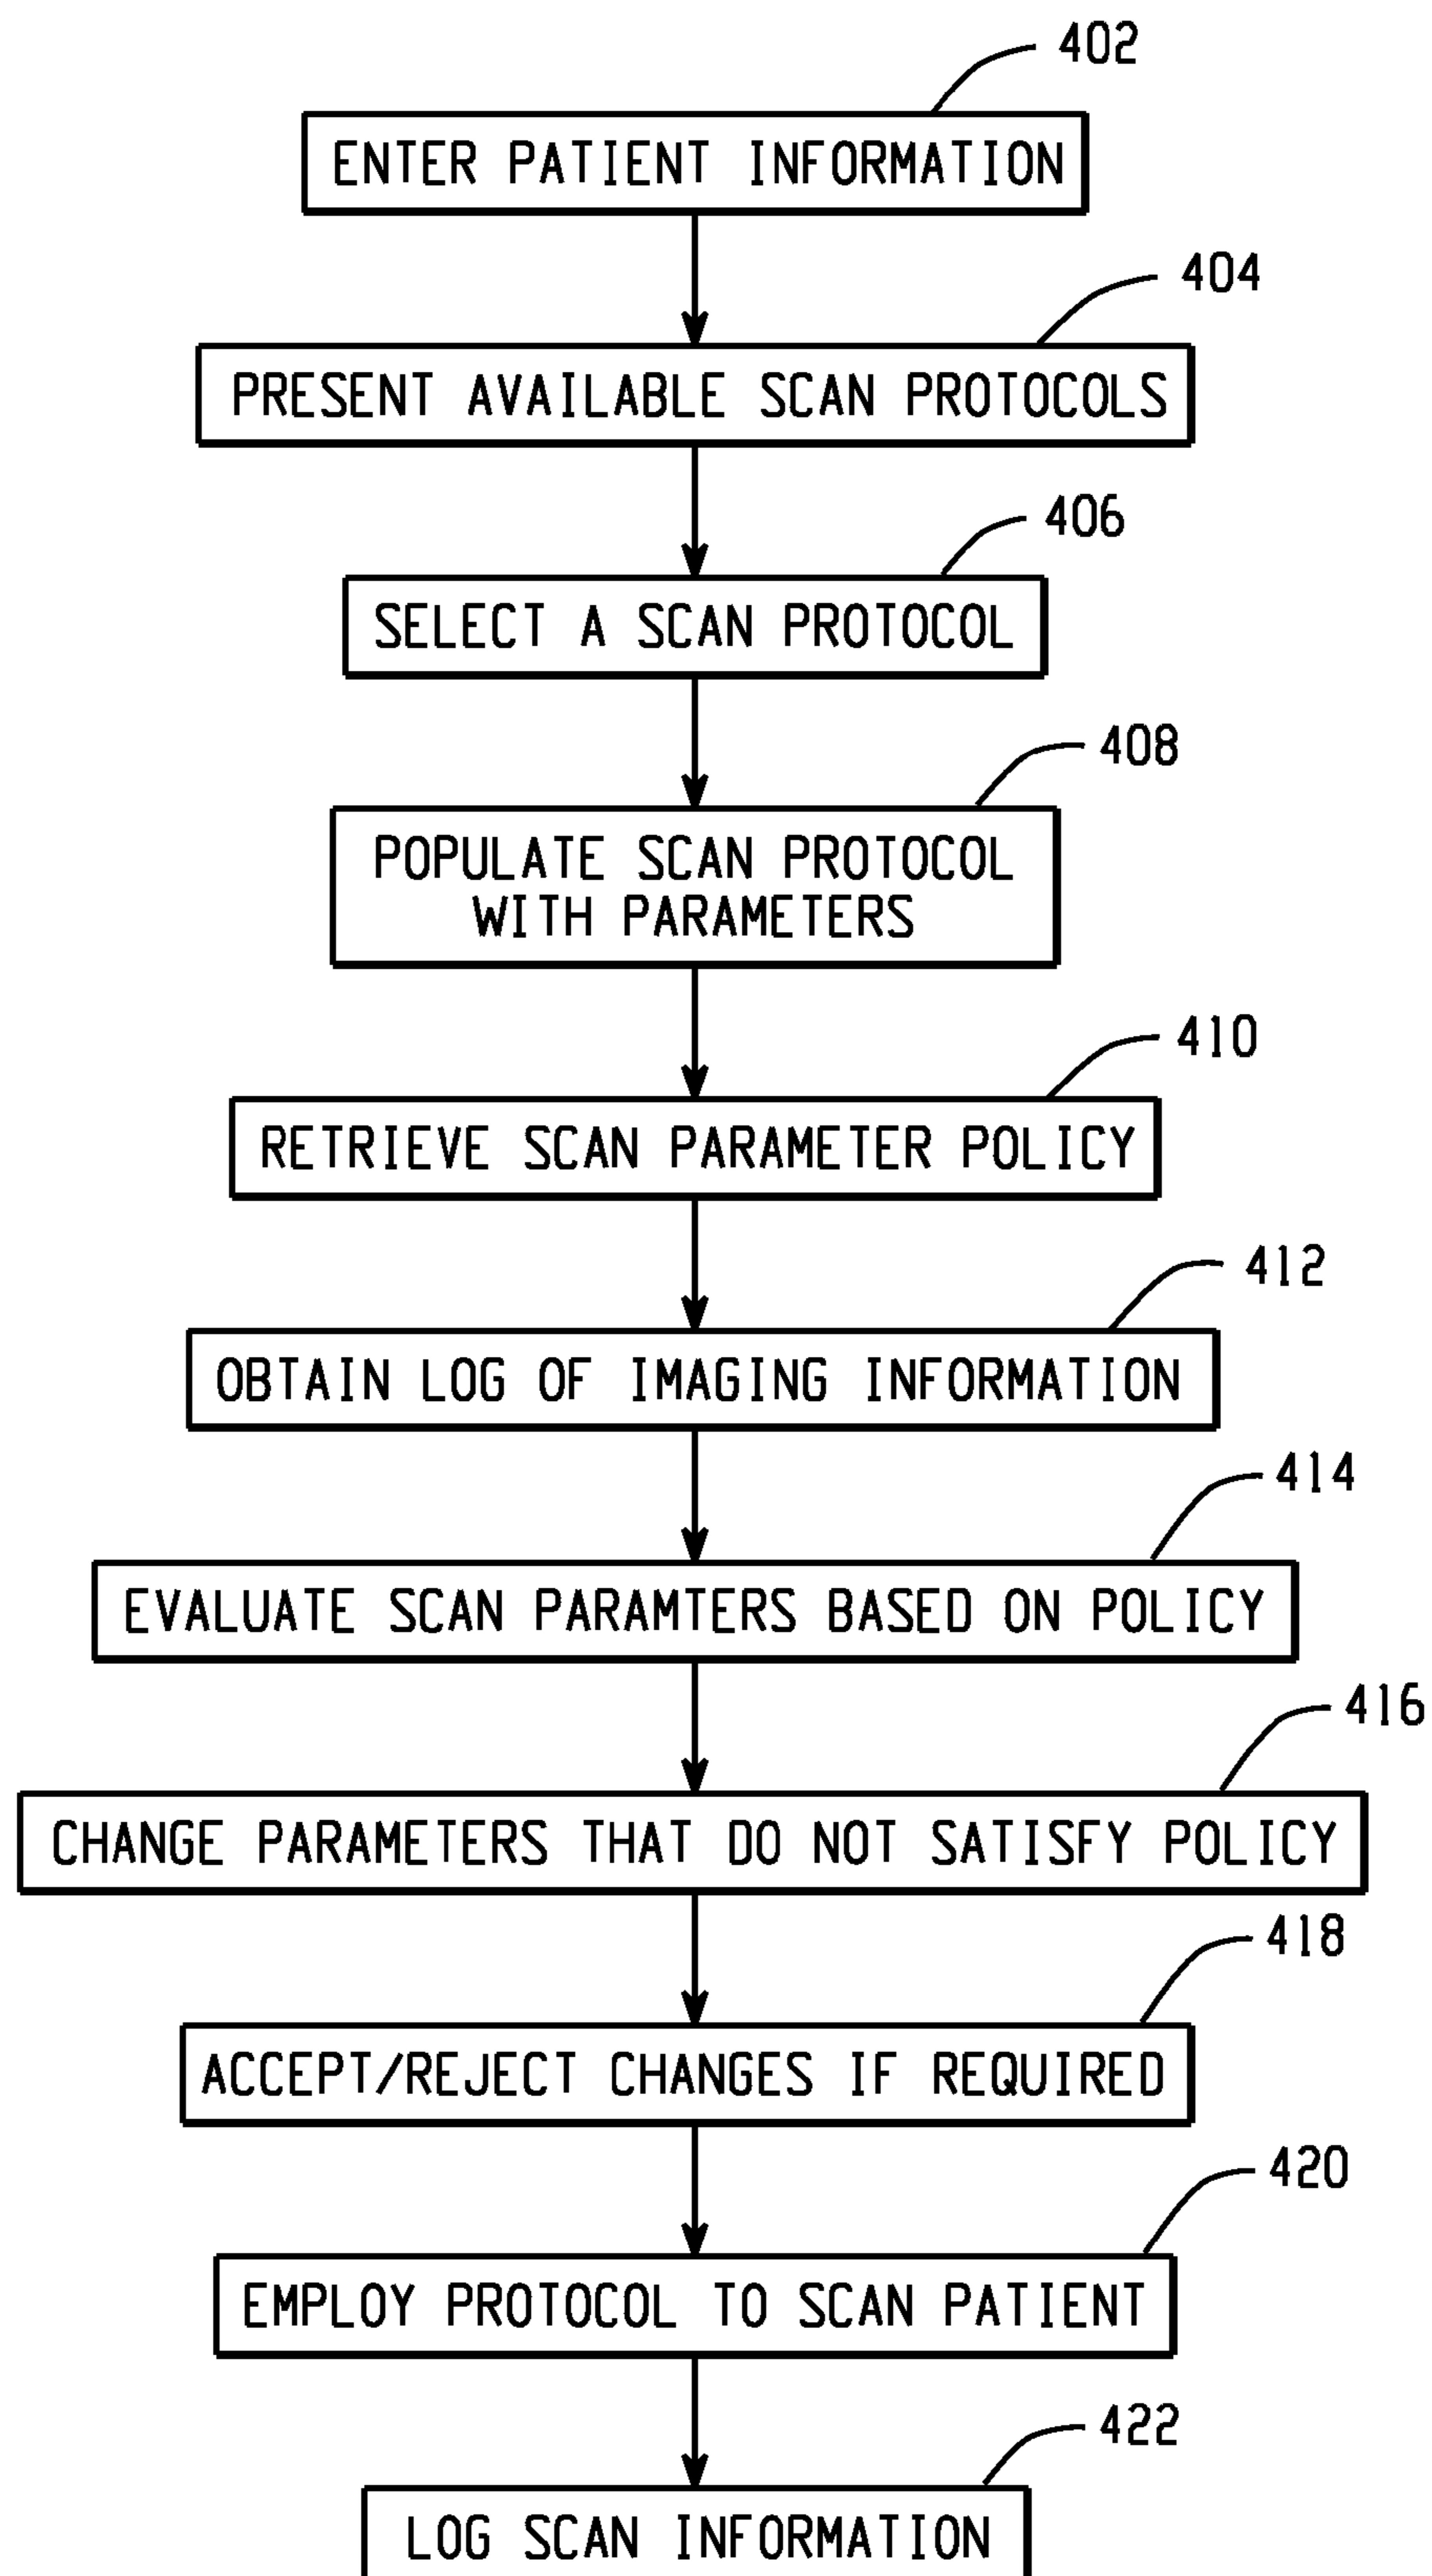 402
ENTER PATIENT INFORMATION
404
PRESENT AVAILABLE SCAN PROTOCOLS
406
SELECT A SCAN PROTOCOL
408
POPULATE SCAN PROTOCOL
WITH PARAMETERS
410
RETRIEVE SCAN PARAMETER POLICY
412
OBTAIN LOG OF IMAGING INFORMATION
414
EVALUATE SCAN PARAMTERS BASED ON POLICY
416
CHANGE PARAMETERS THAT DO NOT SATISFY POLICY
418
ACCEPT/REJECT CHANGES IF REQUIRED
420
EMPLOY PROTOCOL TO SCAN PATIENT
422
LOG SCAN INFORMATION